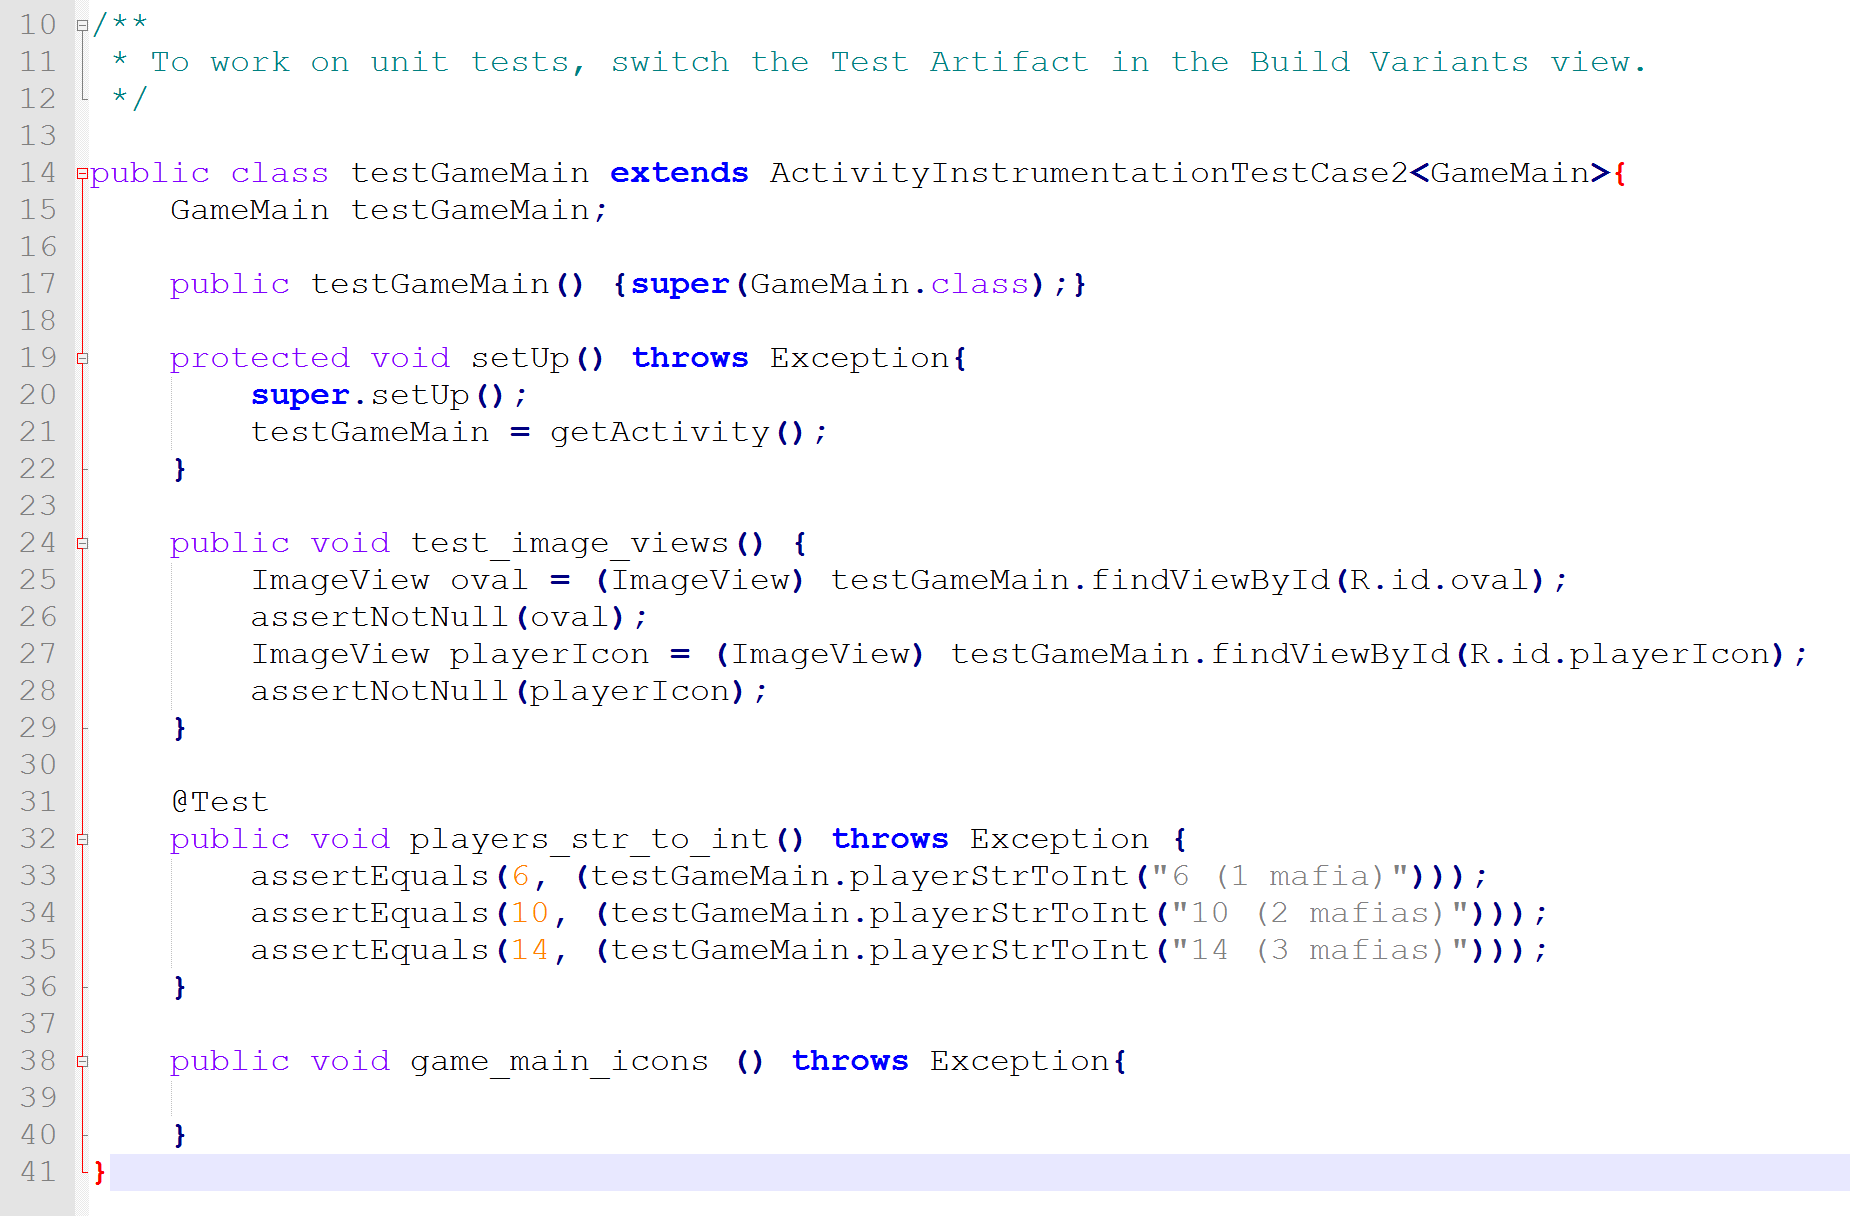 10 /**
11  * To work on unit tests, switch the Test Artifact in the Build Variants view.
12  */
13
14 public class testGameMain extends ActivityInstrumentationTestCase2<GameMain>{
15     GameMain testGameMain;
16
17     public testGameMain() {super(GameMain.class);}
18
19     protected void setUp() throws Exception{
20         super.setUp();
21         testGameMain = getActivity();
22     }
23
24     public void test_image_views() {
25         ImageView oval = (ImageView) testGameMain.findViewById(R.id.oval);
26         assertNotNull(oval);
27         ImageView playerIcon = (ImageView) testGameMain.findViewById(R.id.playerIcon);
28         assertNotNull(playerIcon);
29     }
30
31     @Test
32     public void players_str_to_int() throws Exception {
33         assertEquals(6, (testGameMain.playerStrToInt("6 (1 mafia)")));
34         assertEquals(10, (testGameMain.playerStrToInt("10 (2 mafias)")));
35         assertEquals(14, (testGameMain.playerStrToInt("14 (3 mafias)")));
36     }
37
38     public void game_main_icons () throws Exception{
39
40     }
41 }